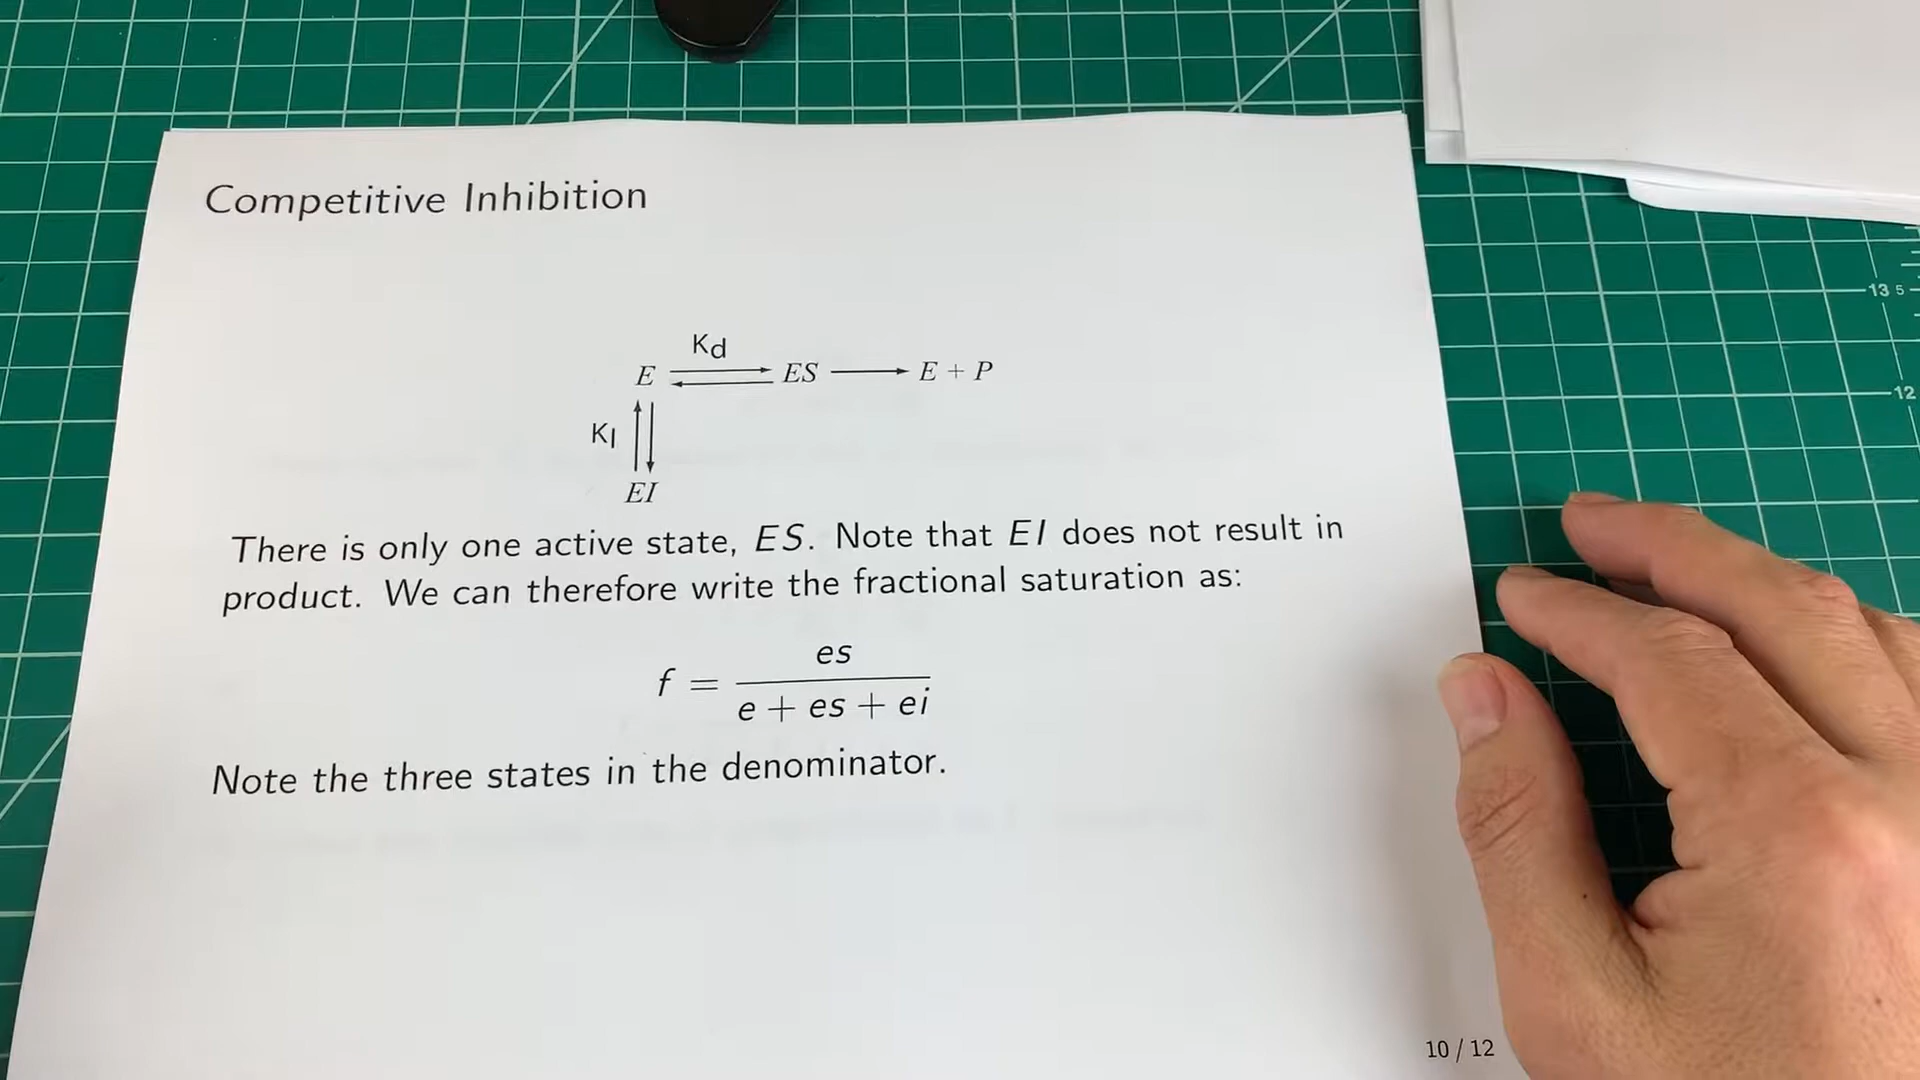 Competitive Inhibition
Kd
E ⇌ ES ⟶ E + P
KI
EI
There is only one active state, ES. Note that EI does not result in
product. We can therefore write the fractional saturation as:
f = es / (e + es + ei)
Note the three states in the denominator.
10 / 12
13 5
12